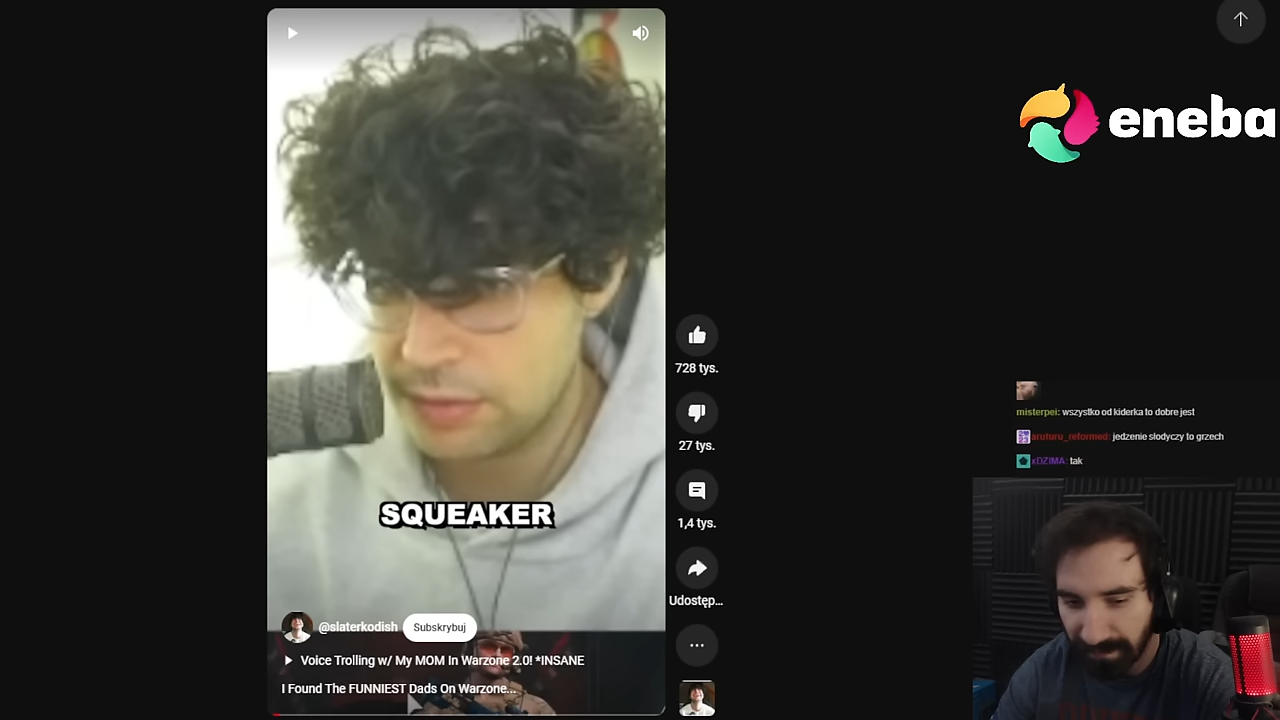 eneba
728 tys.
27 tys.
1,4 tys.
Udostęp...
SQUEAKER
@slaterkodish
Subskrybuj
Voice Trolling w/ My MOM In Warzone 2.0! *INSANE
I Found The FUNNIEST Dads On Warzone...
misterpei: wszystko od kiderka to dobre jest
aruturu_reformed: jedzenie slodyczy to grzech
xDZIMA: tak